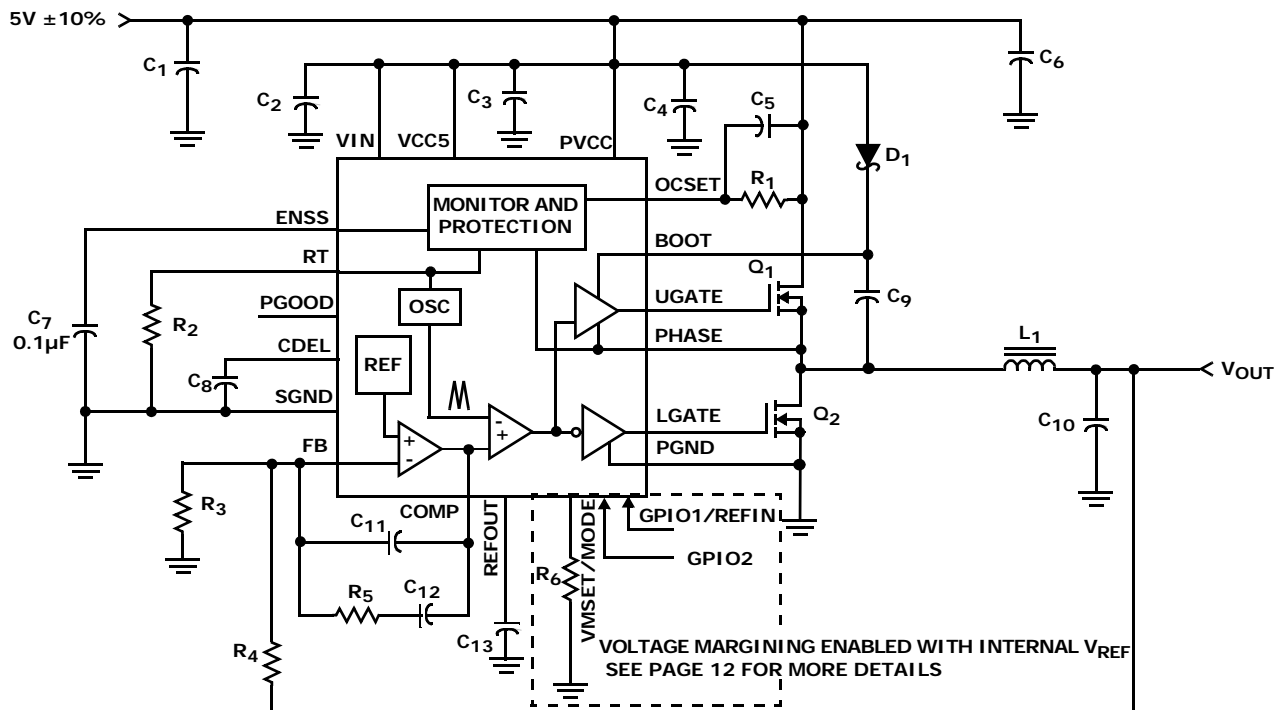 5V ±10%
C1
C2
C3
C4
C5
C6
VIN
VCC5
PVCC
D1
OCSET
R1
MONITOR AND
PROTECTION
ENSS
BOOT
RT
Q1
C9
OSC
UGATE
PGOOD
C7
0.1µF
R2
PHASE
L1
CDEL
REF
VOUT
C8
SGND
LGATE
Q2
C10
- +
FB
+ -
PGND
R3
COMP
C11
REFOUT
VMSET/MODE
GPIO1/REFIN
GPIO2
R6
R5
C12
C13
R4
VOLTAGE MARGINING ENABLED WITH INTERNAL VREF
SEE PAGE 12 FOR MORE DETAILS